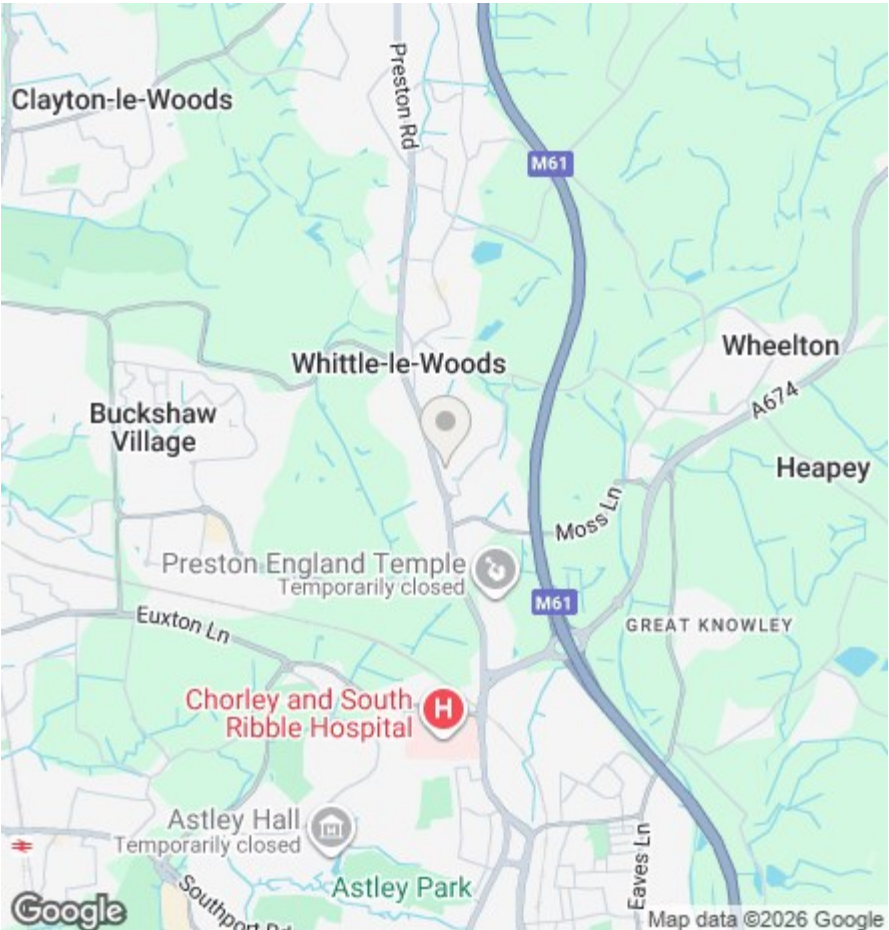 Preston Rd
Clayton-le-Woods
M61
Whittle-le-Woods
Wheelton
A674
Buckshaw
Village
Heapey
Moss Ln
Preston England Temple
Temporarily closed
M61
Euxton Ln
GREAT KNOWLEY
Chorley and South
Ribble Hospital
H
Astley Hall
Temporarily closed
Eaves Ln
Astley Park
Southport Rd
Google
Map data ©2026 Google